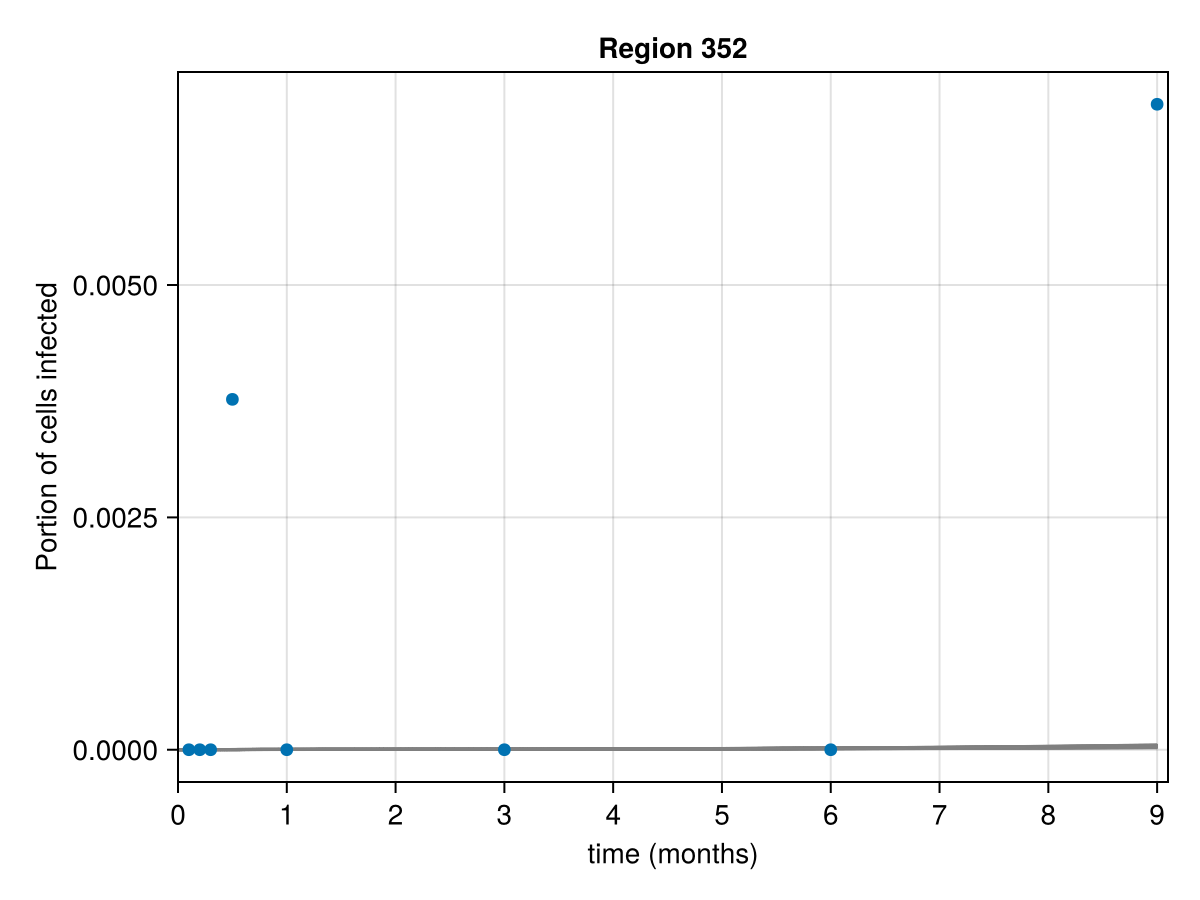 Region 352
Portion of cells infected
0.0050
0.0025
0.0000
0 1 2 3 4 5 6 7 8 9
time (months)